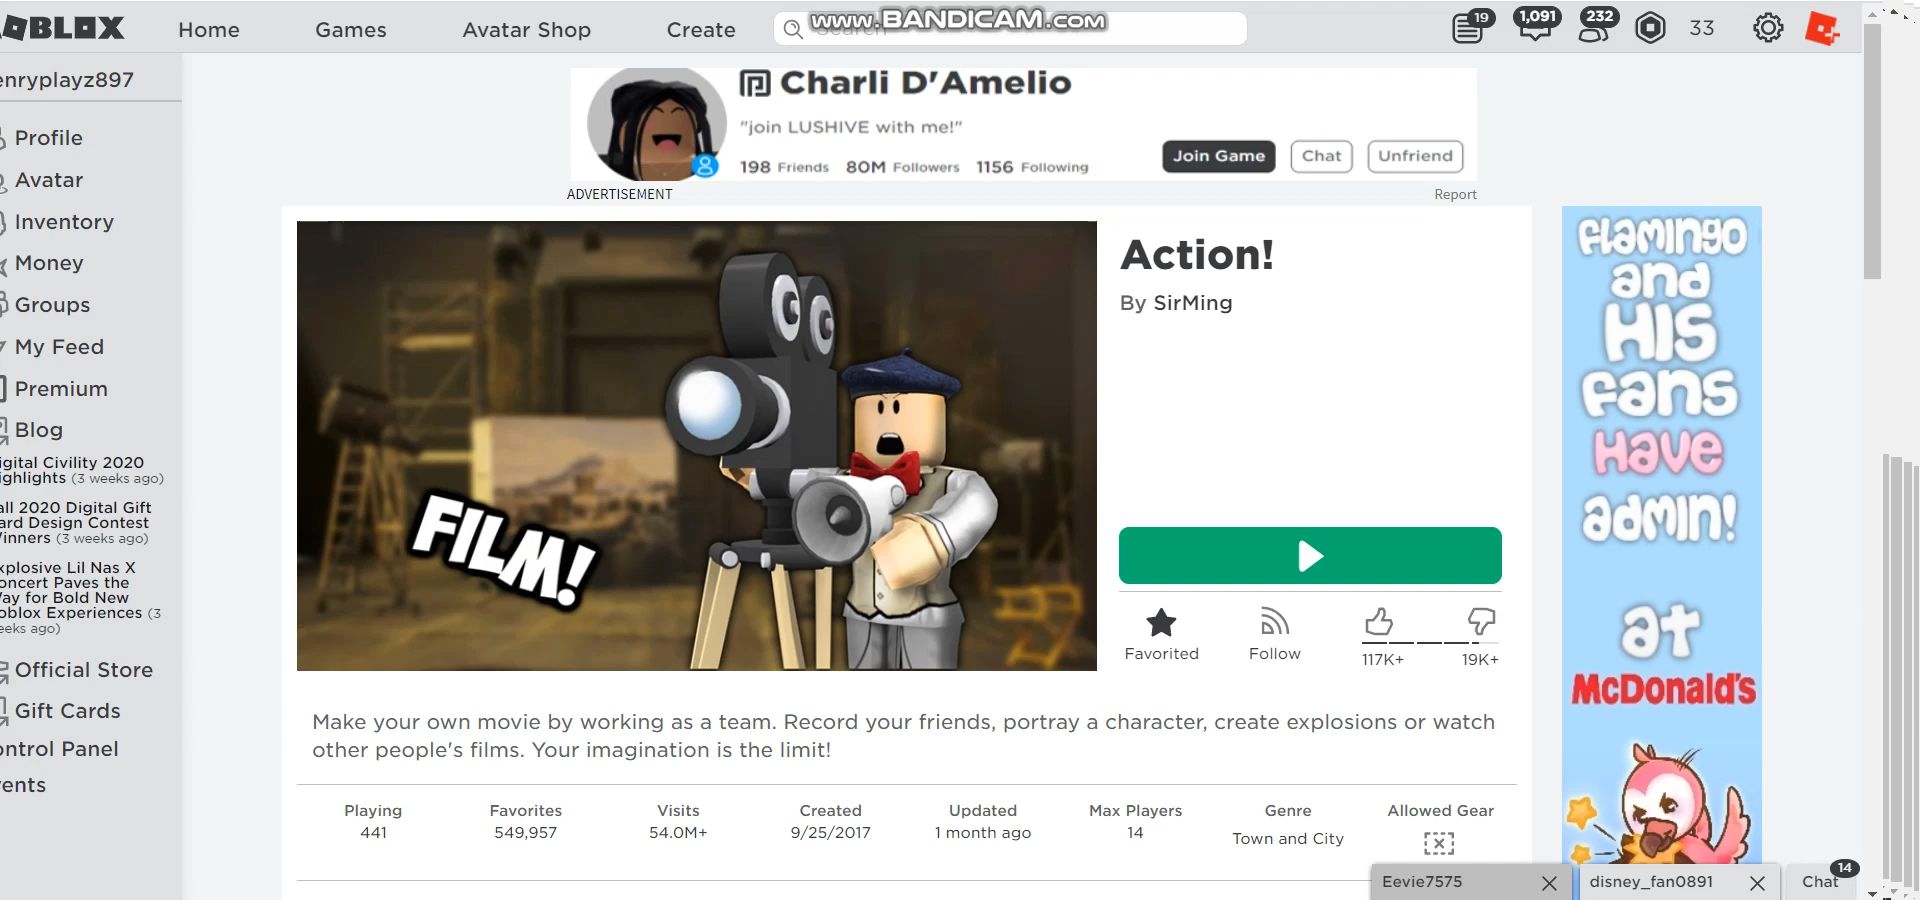 ROBLOX
Home
Games
Avatar Shop
Create
Search
www.BANDICAM.com
19
1,091
232
33
enryplayz897
Profile
Avatar
Inventory
Money
Groups
My Feed
Premium
Blog
igital Civility 2020
ighlights (3 weeks ago)
all 2020 Digital Gift
ard Design Contest
inners (3 weeks ago)
xplosive Lil Nas X
oncert Paves the
ay for Bold New
oblox Experiences (3
eeks ago)
Official Store
Gift Cards
ontrol Panel
ents
Charli D'Amelio
"join LUSHIVE with me!"
198 Friends 80M Followers 1156 Following
Join Game
Chat
Unfriend
ADVERTISEMENT
Report
FILM!
Action!
By SirMing
Favorited
Follow
117K+
19K+
Make your own movie by working as a team. Record your friends, portray a character, create explosions or watch
other people's films. Your imagination is the limit!
Playing
441
Favorites
549,957
Visits
54.0M+
Created
9/25/2017
Updated
1 month ago
Max Players
14
Genre
Town and City
Allowed Gear
flamingo
and
HIS
fans
Have
admin!
at
McDonald's
Eevie7575
disney_fan0891
Chat
14